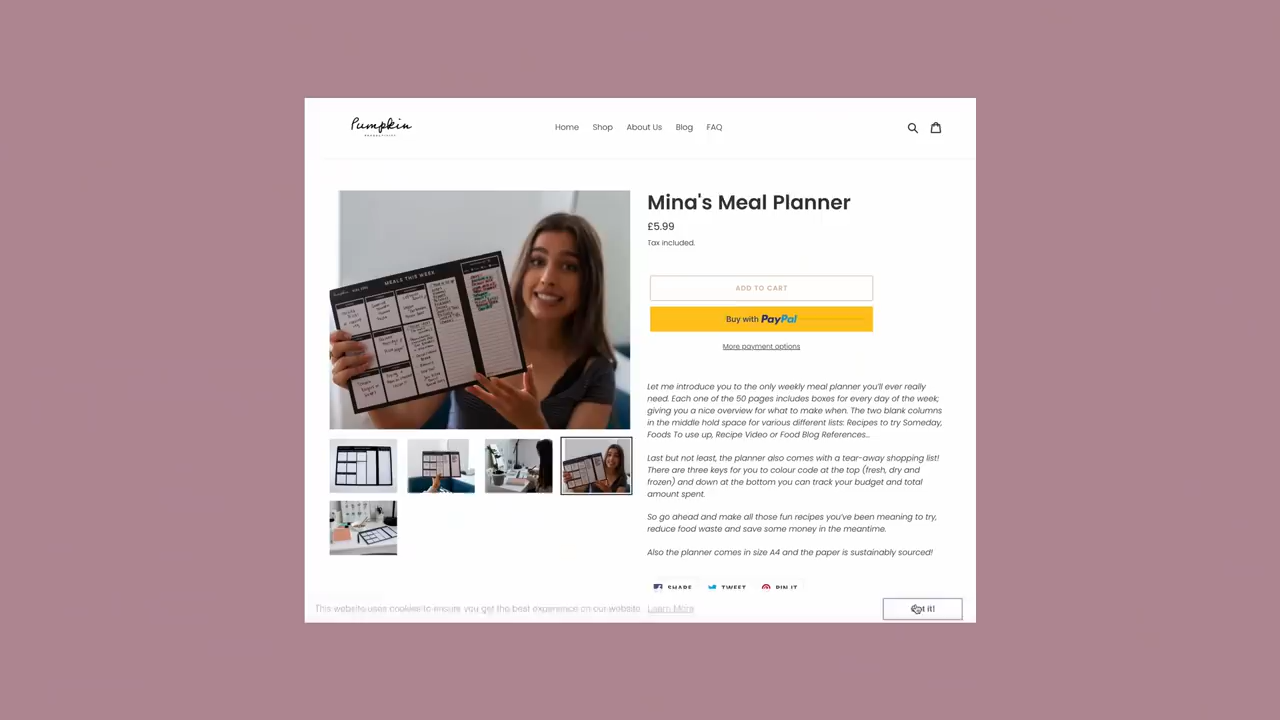 Pumpkin
PRODUCTIVITY
Home Shop About Us Blog FAQ
MEALS THIS WEEK
Mina's Meal Planner
£5.99
Tax included.
ADD TO CART
Buy with PayPal
More payment options
Let me introduce you to the only weekly meal planner you'll ever really
need. Each one of the 50 pages includes boxes for every day of the week;
giving you a nice overview for what to make when. The two blank columns
in the middle hold space for various different lists: Recipes to try Someday,
Foods To use up, Recipe Video or Food Blog References...
Last but not least, the planner also comes with a tear-away shopping list!
There are three keys for you to colour code at the top (fresh, dry and
frozen) and down at the bottom you can track your budget and total
amount spent.
So go ahead and make all those fun recipes you've been meaning to try,
reduce food waste and save some money in the meantime.
Also the planner comes in size A4 and the paper is sustainably sourced!
SHARE TWEET PIN IT
This website uses cookies to ensure you get the best experience on our website. Learn More
Got it!